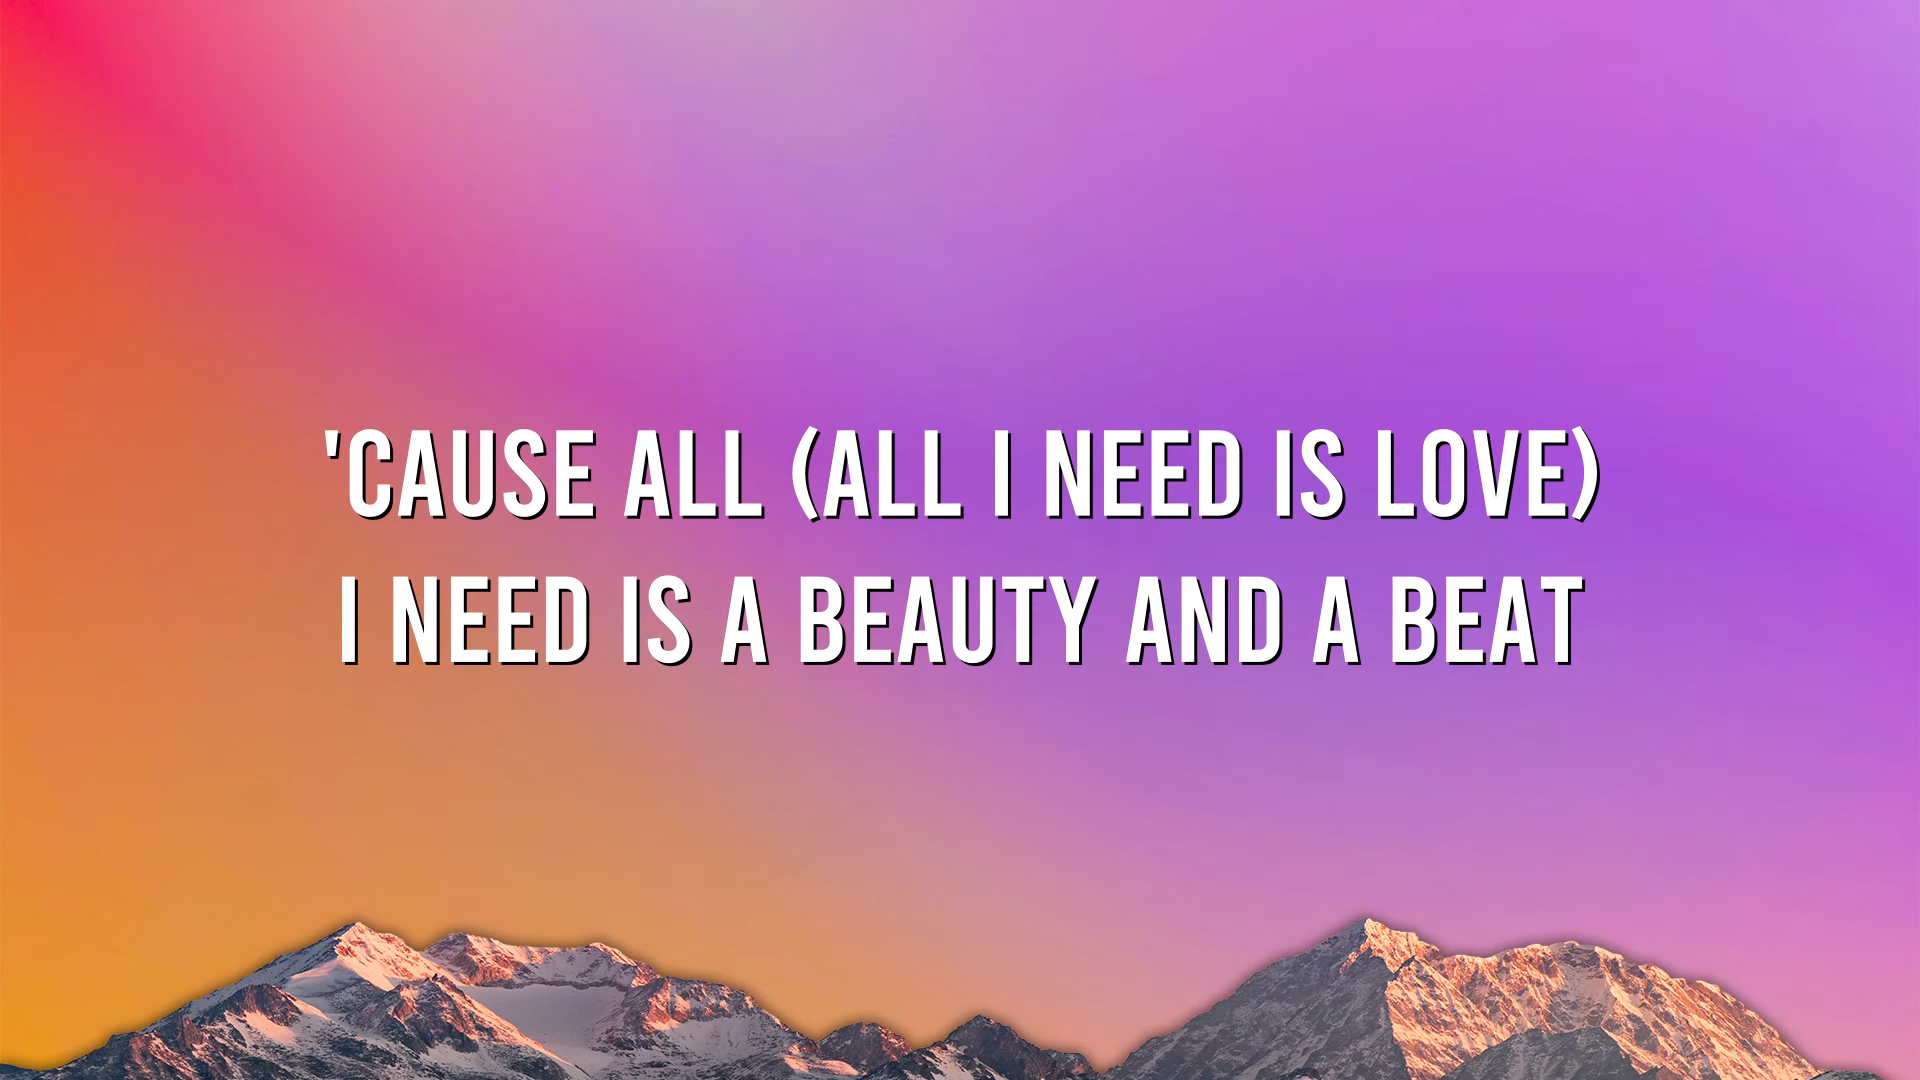 'CAUSE ALL (ALL I NEED IS LOVE)
I NEED IS A BEAUTY AND A BEAT